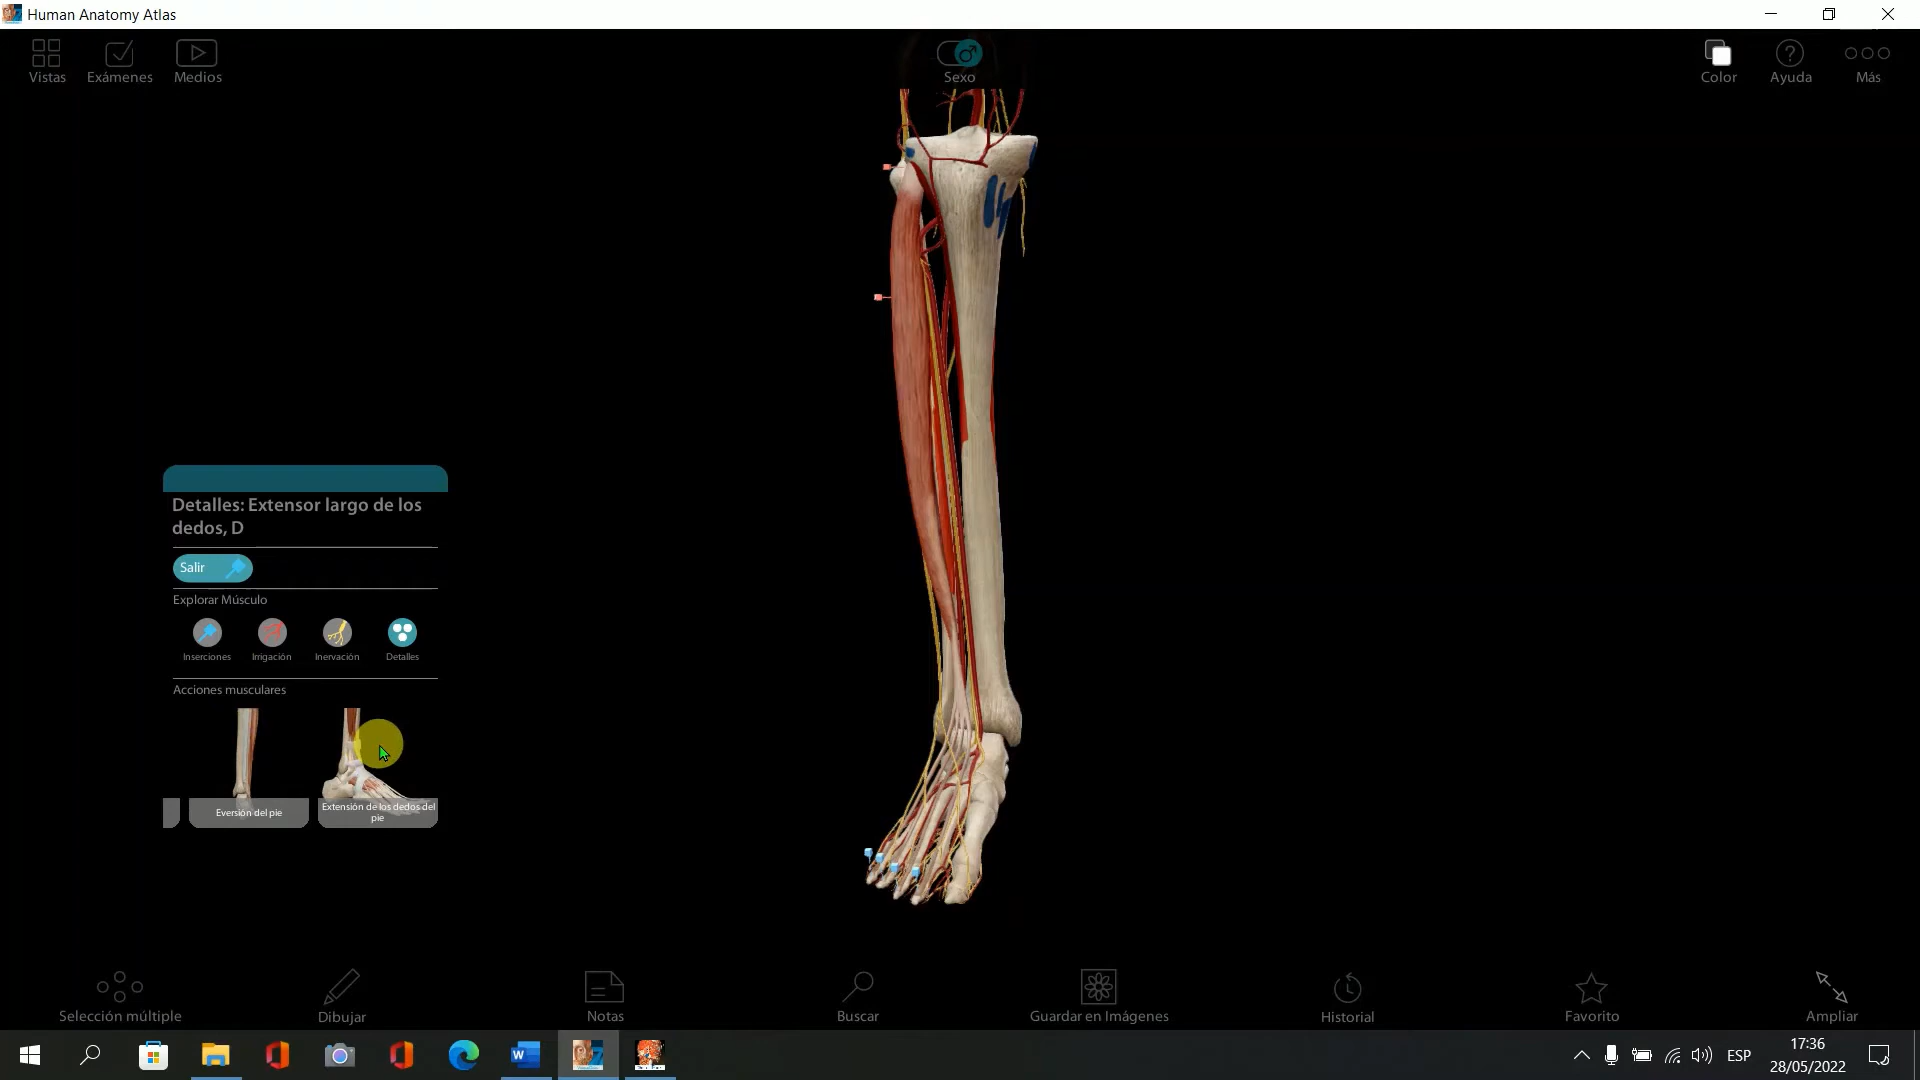 Human Anatomy Atlas
Vistas
Exámenes
Medios
Sexo
Color
Ayuda
Más
Detalles: Extensor largo de los
dedos, D
Salir
Explorar Músculo
Inserciones
Irrigación
Inervación
Detalles
Acciones musculares
Eversión del pie
Extensión de los dedos del
pie
Selección múltiple
Dibujar
Notas
Buscar
Guardar en Imágenes
Historial
Favorito
Ampliar
ESP
17:36
28/05/2022